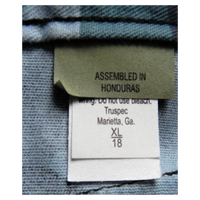 ASSEMBLED IN
HONDURAS
Do not use bleach.
Truspec
Marietta, Ga.
XL
18